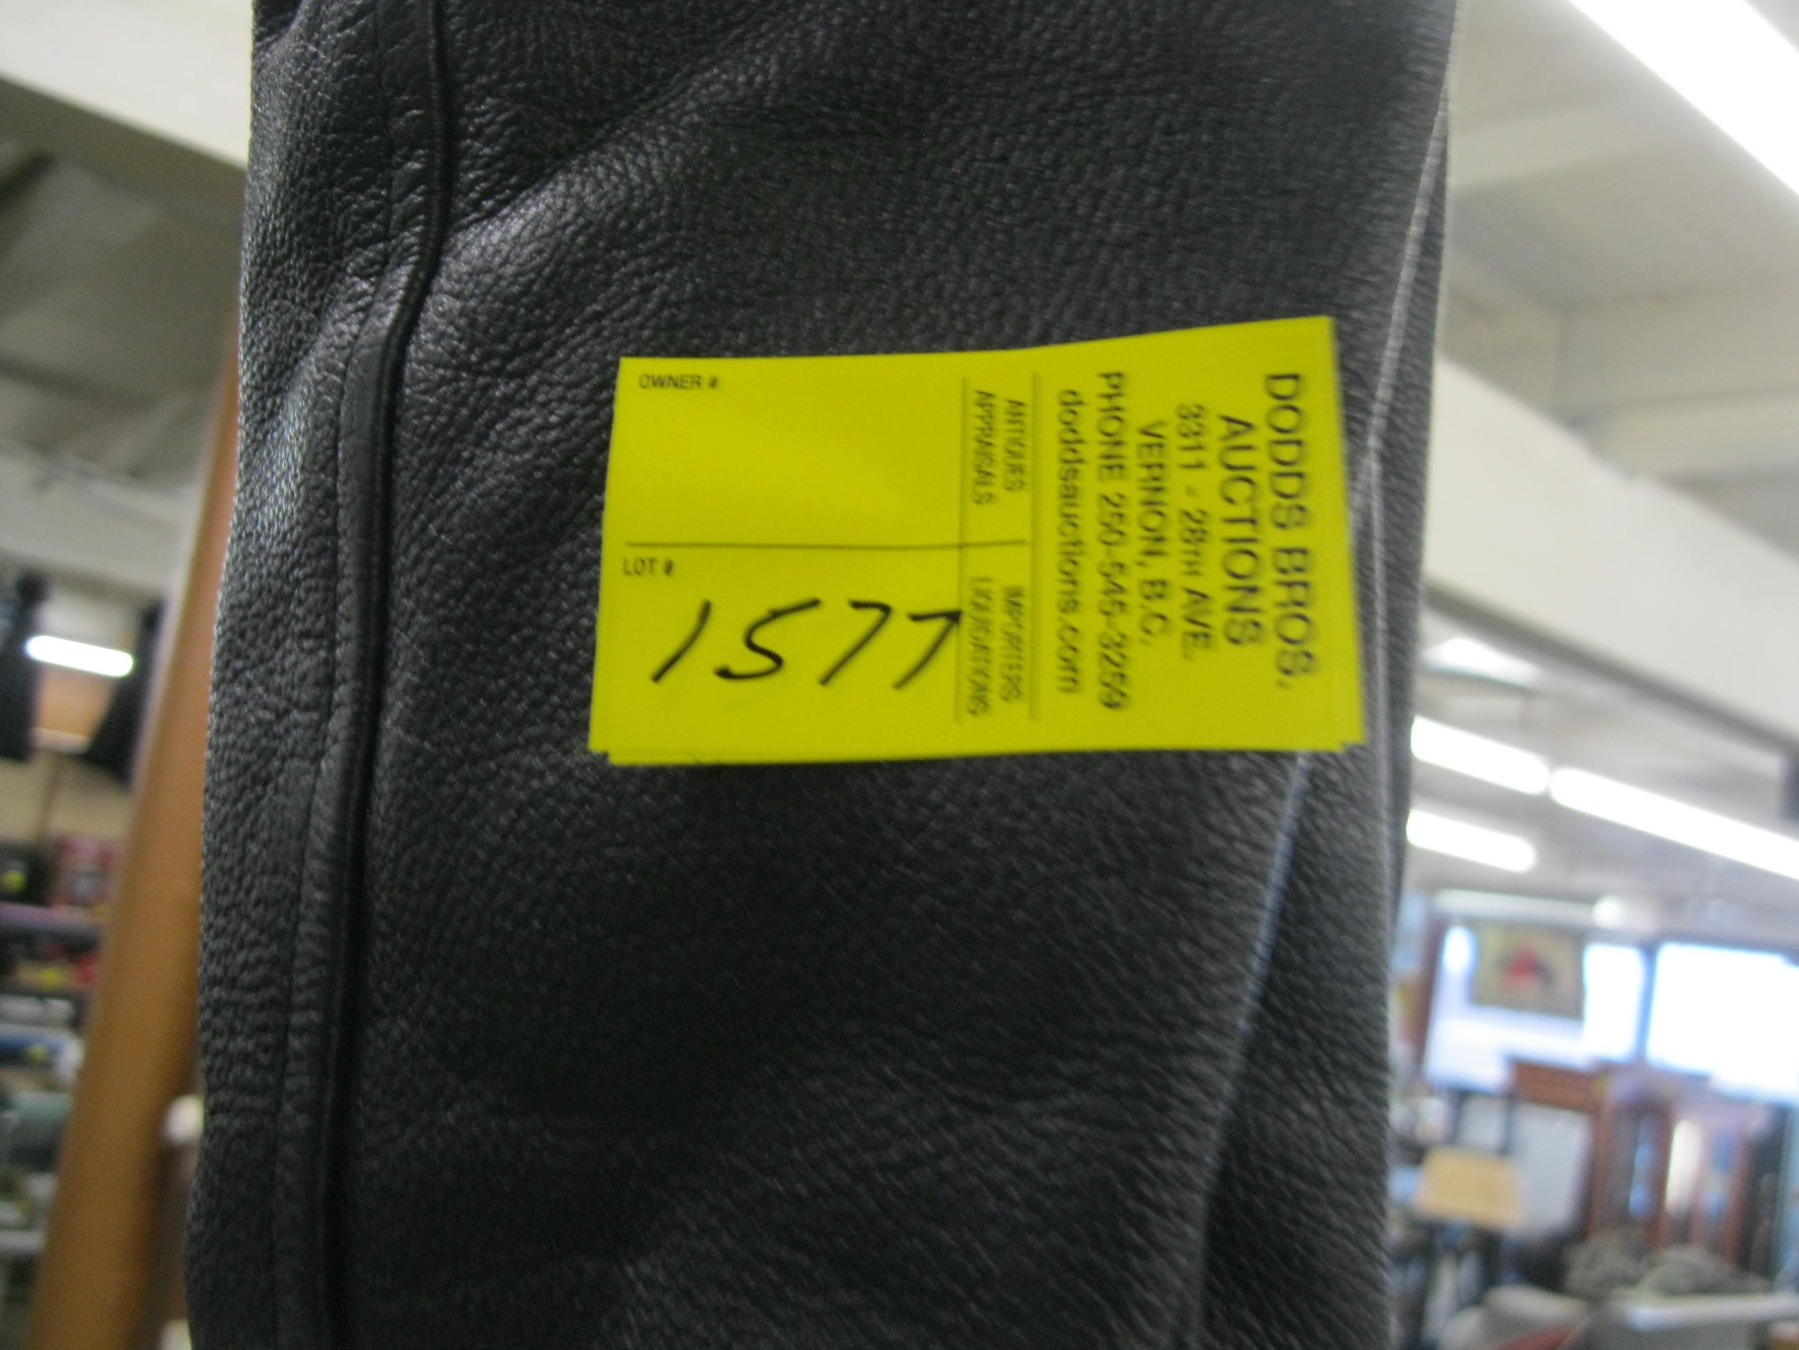 DODDS BROS.
AUCTIONS
3311 - 28TH AVE.
VERNON, B.C.
PHONE 250-545-3259
doddsauctions.com
ANTIQUES IMPORTERS
APPRAISALS LIQUIDATIONS
OWNER #
LOT #
1577